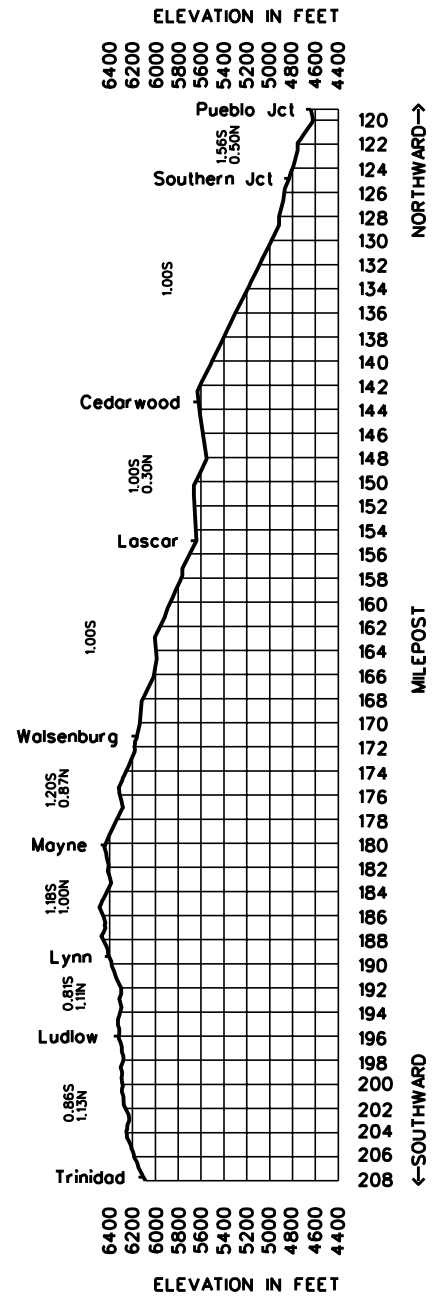 ELEVATION IN FEET
6400 6200 6000 5800 5600 5400 5200 5000 4800 4600 4400
Pueblo Jct
120
1.56S
0.50N
122
124
Southern Jct
126
128
130
NORTHWARD→
132
1.00S
134
136
138
140
142
Cedarwood
144
146
148
1.00S
0.30N
150
152
154
Lascar
156
158
160
162
1.00S
164
MILEPOST
166
168
170
Walsenburg
172
174
1.20S
0.87N
176
178
Mayne
180
182
1.18S
1.00N
184
186
188
Lynn
190
0.81S
1.11N
192
194
Ludlow
196
198
200
0.86S
1.13N
202
204
206
Trinidad
208
←SOUTHWARD
6400 6200 6000 5800 5600 5400 5200 5000 4800 4600 4400
ELEVATION IN FEET